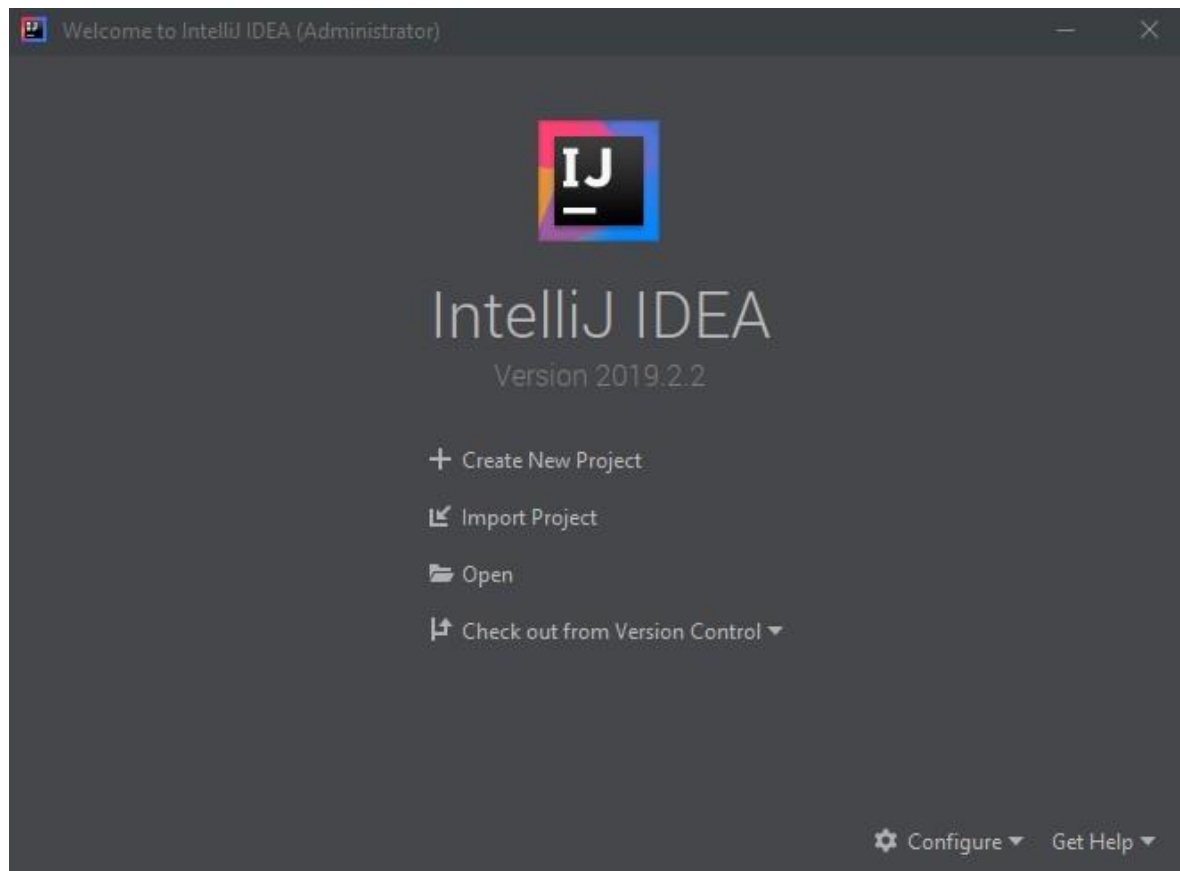 Welcome to IntelliJ IDEA (Administrator)
IJ
IntelliJ IDEA
Version 2019.2.2
Create New Project
Import Project
Open
Check out from Version Control
Configure Get Help